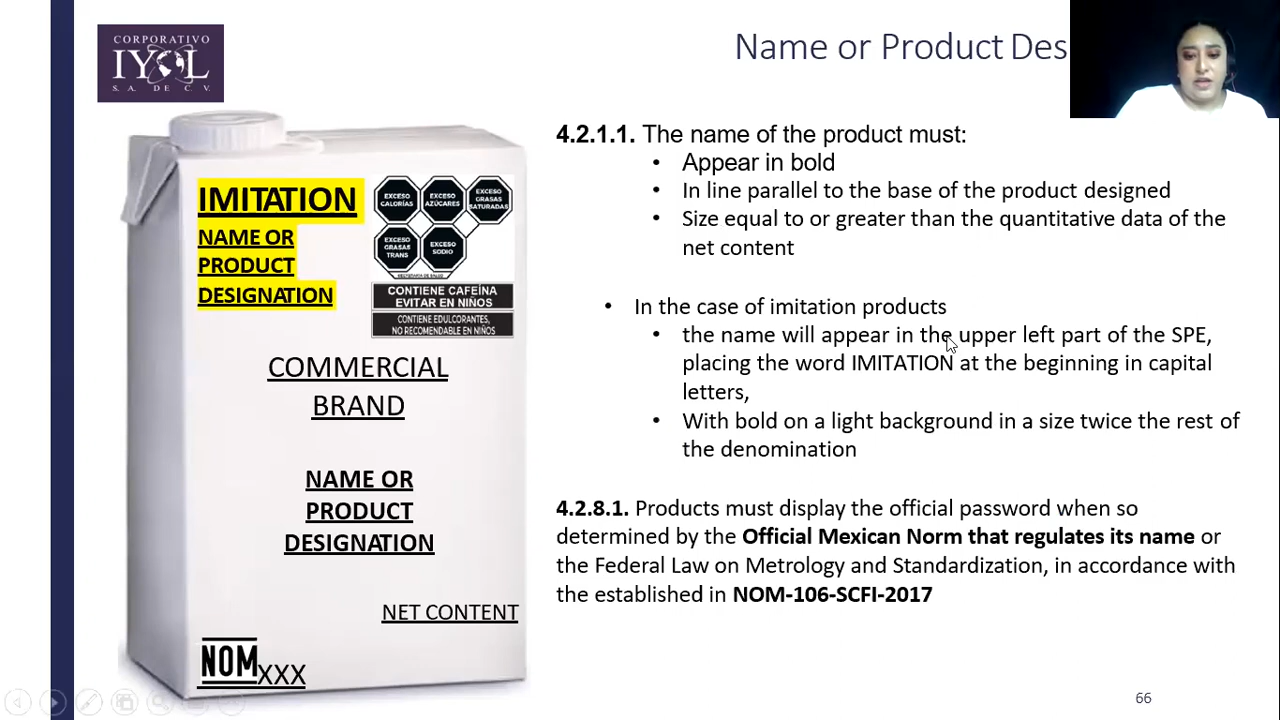 CORPORATIVO
IYOL
S. A. DE C. V.
Name or Product Des
IMITATION
NAME OR
PRODUCT
DESIGNATION
EXCESO
CALORÍAS
EXCESO
AZÚCARES
EXCESO
GRASAS
SATURADAS
EXCESO
GRASAS
TRANS
EXCESO
SODIO
SECRETARÍA DE SALUD
CONTIENE CAFEÍNA
EVITAR EN NIÑOS
CONTIENE EDULCORANTES,
NO RECOMENDABLE EN NIÑOS
COMMERCIAL
BRAND
NAME OR
PRODUCT
DESIGNATION
NET CONTENT
NOMXXX
4.2.1.1. The name of the product must:
• Appear in bold
• In line parallel to the base of the product designed
• Size equal to or greater than the quantitative data of the
net content
• In the case of imitation products
• the name will appear in the upper left part of the SPE,
placing the word IMITATION at the beginning in capital
letters,
• With bold on a light background in a size twice the rest of
the denomination
4.2.8.1. Products must display the official password when so
determined by the Official Mexican Norm that regulates its name or
the Federal Law on Metrology and Standardization, in accordance with
the established in NOM-106-SCFI-2017
66